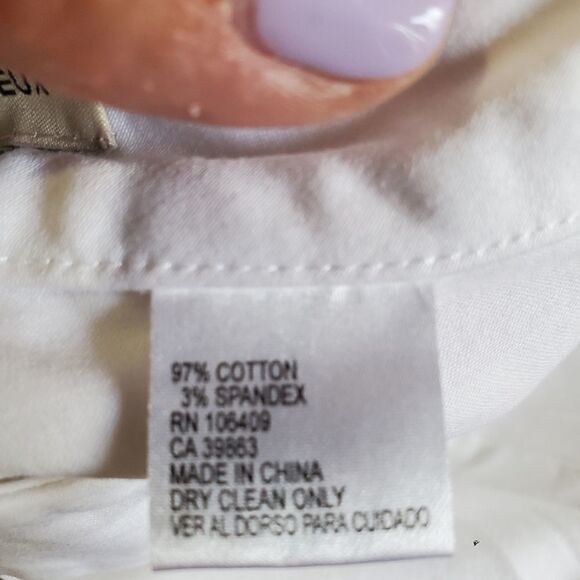 97% COTTON
3% SPANDEX
RN 106409
CA 39863
MADE IN CHINA
DRY CLEAN ONLY
VER AL DORSO PARA CUIDADO